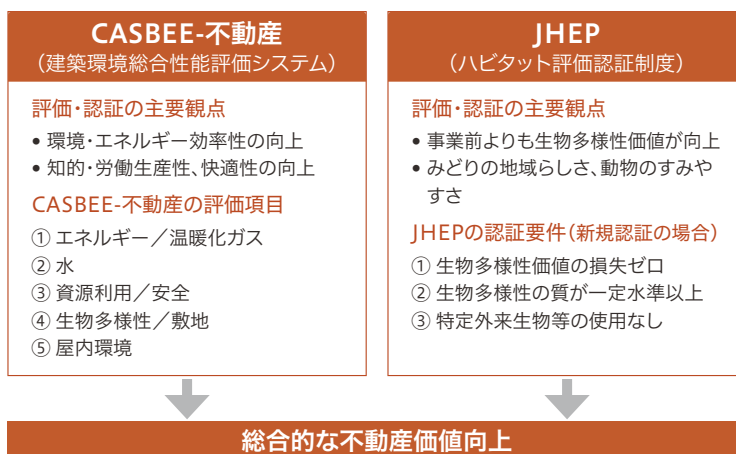 CASBEE-不動産
（建築環境総合性能評価システム）
評価・認証の主要観点
• 環境・エネルギー効率性の向上
• 知的・労働生産性、快適性の向上
CASBEE-不動産の評価項目
① エネルギー／温暖化ガス
② 水
③ 資源利用／安全
④ 生物多様性／敷地
⑤ 屋内環境
JHEP
（ハビタット評価認証制度）
評価・認証の主要観点
• 事業前よりも生物多様性価値が向上
• みどりの地域らしさ、動物のすみや
すさ
JHEPの認証要件（新規認証の場合）
① 生物多様性価値の損失ゼロ
② 生物多様性の質が一定水準以上
③ 特定外来生物等の使用なし
総合的な不動産価値向上